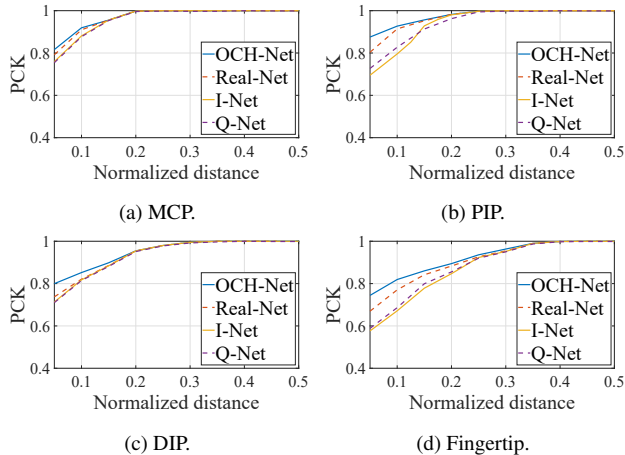 1
0.8
0.6
0.4
PCK
OCH-Net
Real-Net
I-Net
Q-Net
0.1 0.2 0.3 0.4 0.5
Normalized distance
(a) MCP.
1
0.8
0.6
0.4
PCK
OCH-Net
Real-Net
I-Net
Q-Net
0.1 0.2 0.3 0.4 0.5
Normalized distance
(b) PIP.
1
0.8
0.6
0.4
PCK
OCH-Net
Real-Net
I-Net
Q-Net
0.1 0.2 0.3 0.4 0.5
Normalized distance
(c) DIP.
1
0.8
0.6
0.4
PCK
OCH-Net
Real-Net
I-Net
Q-Net
0.1 0.2 0.3 0.4 0.5
Normalized distance
(d) Fingertip.